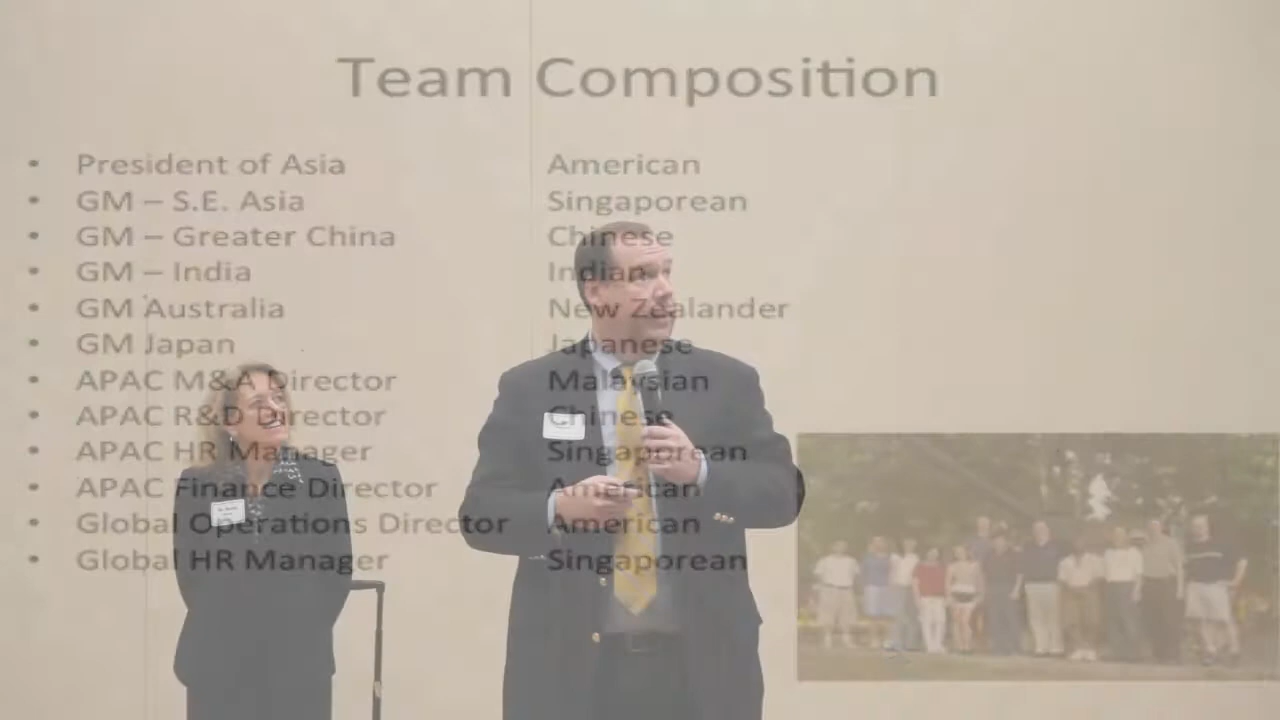 Team Composition
• President of Asia American
• GM – S.E. Asia Singaporean
• GM – Greater China Chinese
• GM – India Indian
• GM Australia New Zealander
• GM Japan Japanese
• APAC M&A Director Malaysian
• APAC R&D Director Chinese
• APAC HR Manager Singaporean
• APAC Finance Director American
• Global Operations Director American
• Global HR Manager Singaporean